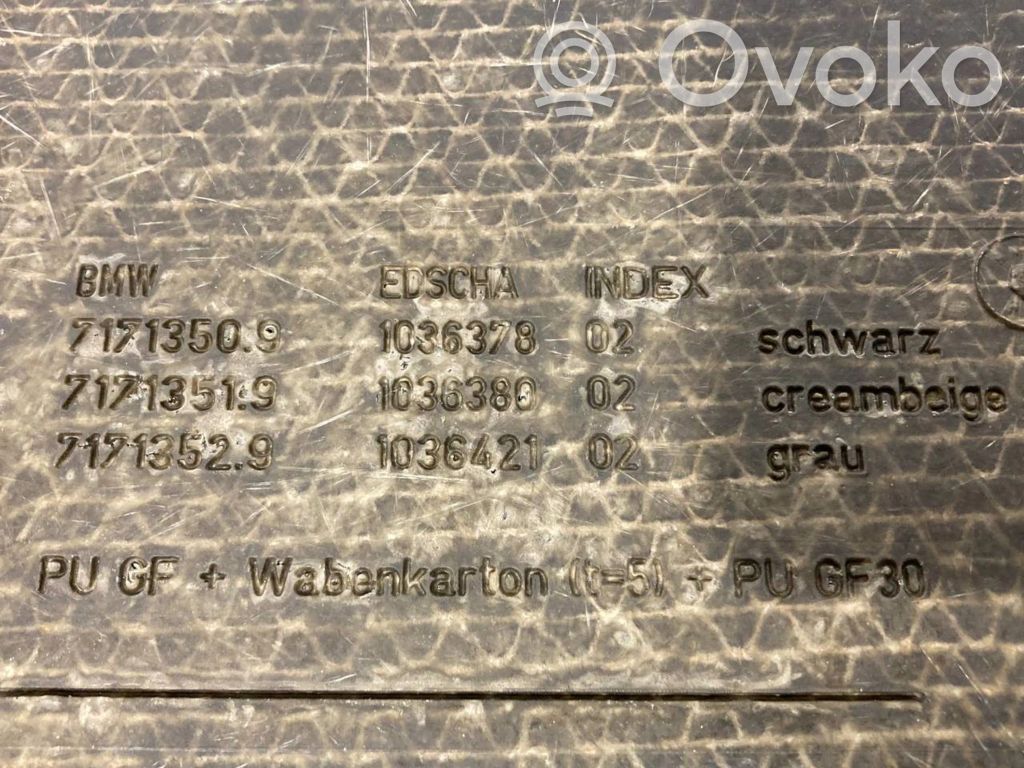 Ovoko
BMW EDSCHA INDEX
7171350.9 1036378 02 schwarz
7171351.9 1036380 02 creambeige
7171352.9 1036421 02 grau
PU GF + Wabenkarton (t=5) + PU GF30